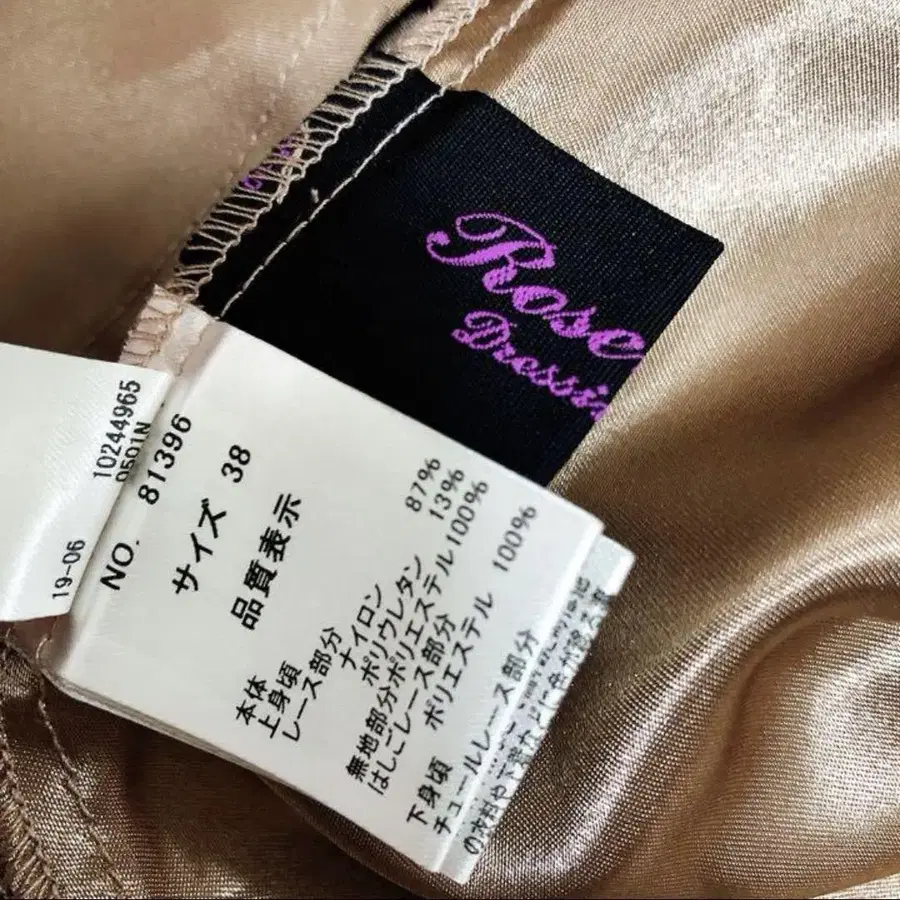 Rose
Dressin
10244965
0501N
19-06
NO. 81396
サイズ 38
品質表示
本体
上身頃
レース部分
ナイロン 87%
ポリウレタン 13%
無地部分ポリエステル100%
はしごレース部分
ポリエステル 100%
下身頃
チュールレース部分